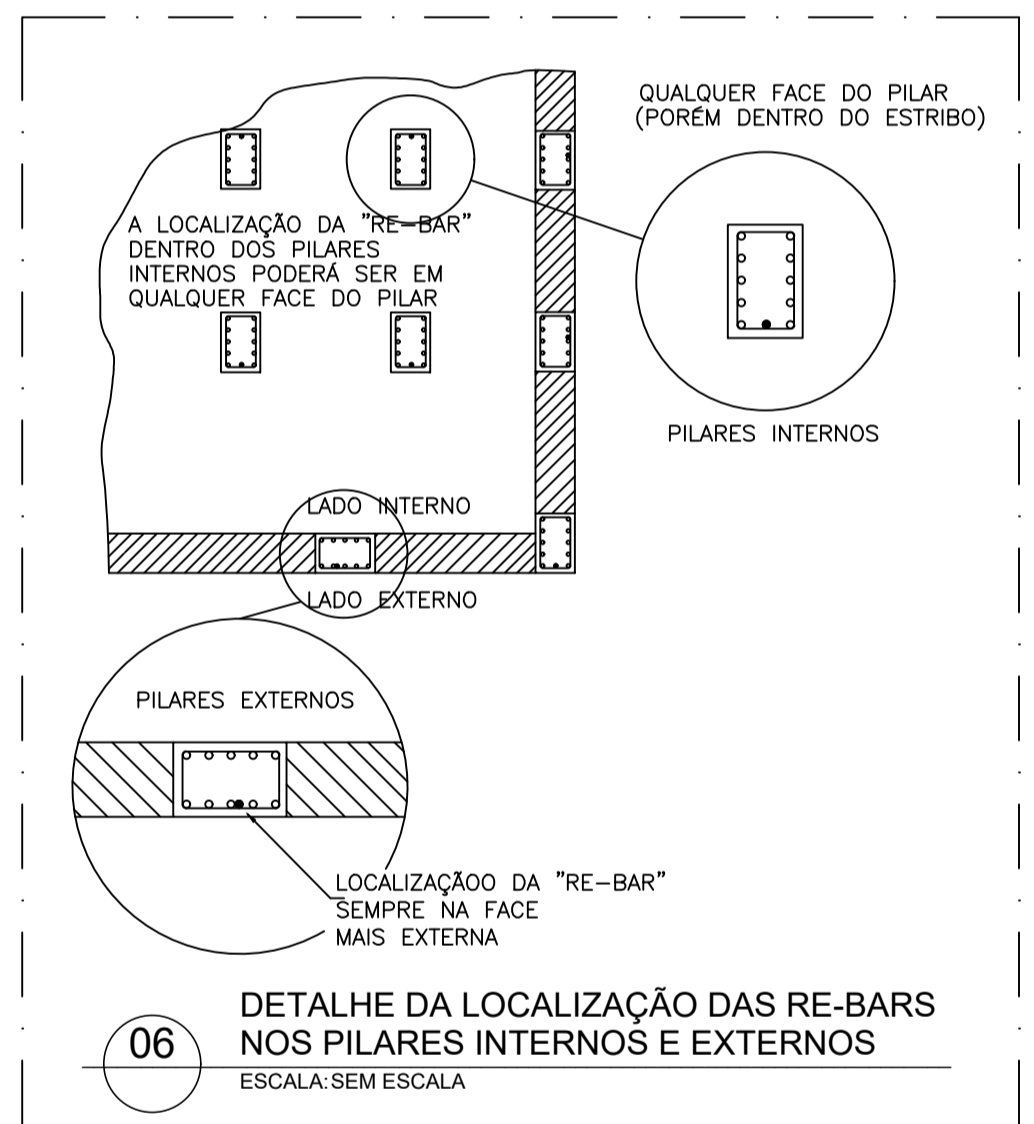 QUALQUER FACE DO PILAR
(PORÉM DENTRO DO ESTRIBO)
A LOCALIZAÇÃO DA "RE-BAR"
DENTRO DOS PILARES
INTERNOS PODERÁ SER EM
QUALQUER FACE DO PILAR
PILARES INTERNOS
LADO INTERNO
LADO EXTERNO
PILARES EXTERNOS
LOCALIZAÇÃOO DA "RE-BAR"
SEMPRE NA FACE
MAIS EXTERNA
06
DETALHE DA LOCALIZAÇÃO DAS RE-BARS
NOS PILARES INTERNOS E EXTERNOS
ESCALA:SEM ESCALA